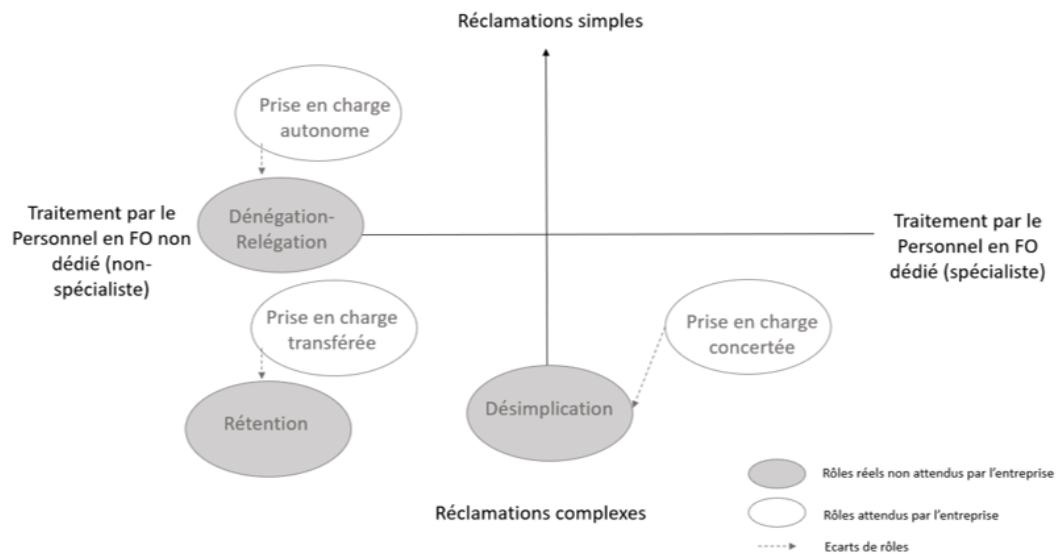 Réclamations simples
Prise en charge
autonome
Dénégation-
Relégation
Traitement par le
Personnel en FO non
dédié (non-
spécialiste)
Traitement par le
Personnel en FO
dédié (spécialiste)
Prise en charge
transférée
Prise en charge
concertée
Rétention
Désimplication
Réclamations complexes
Rôles réels non attendus par l'entreprise
Rôles attendus par l'entreprise
Ecarts de rôles